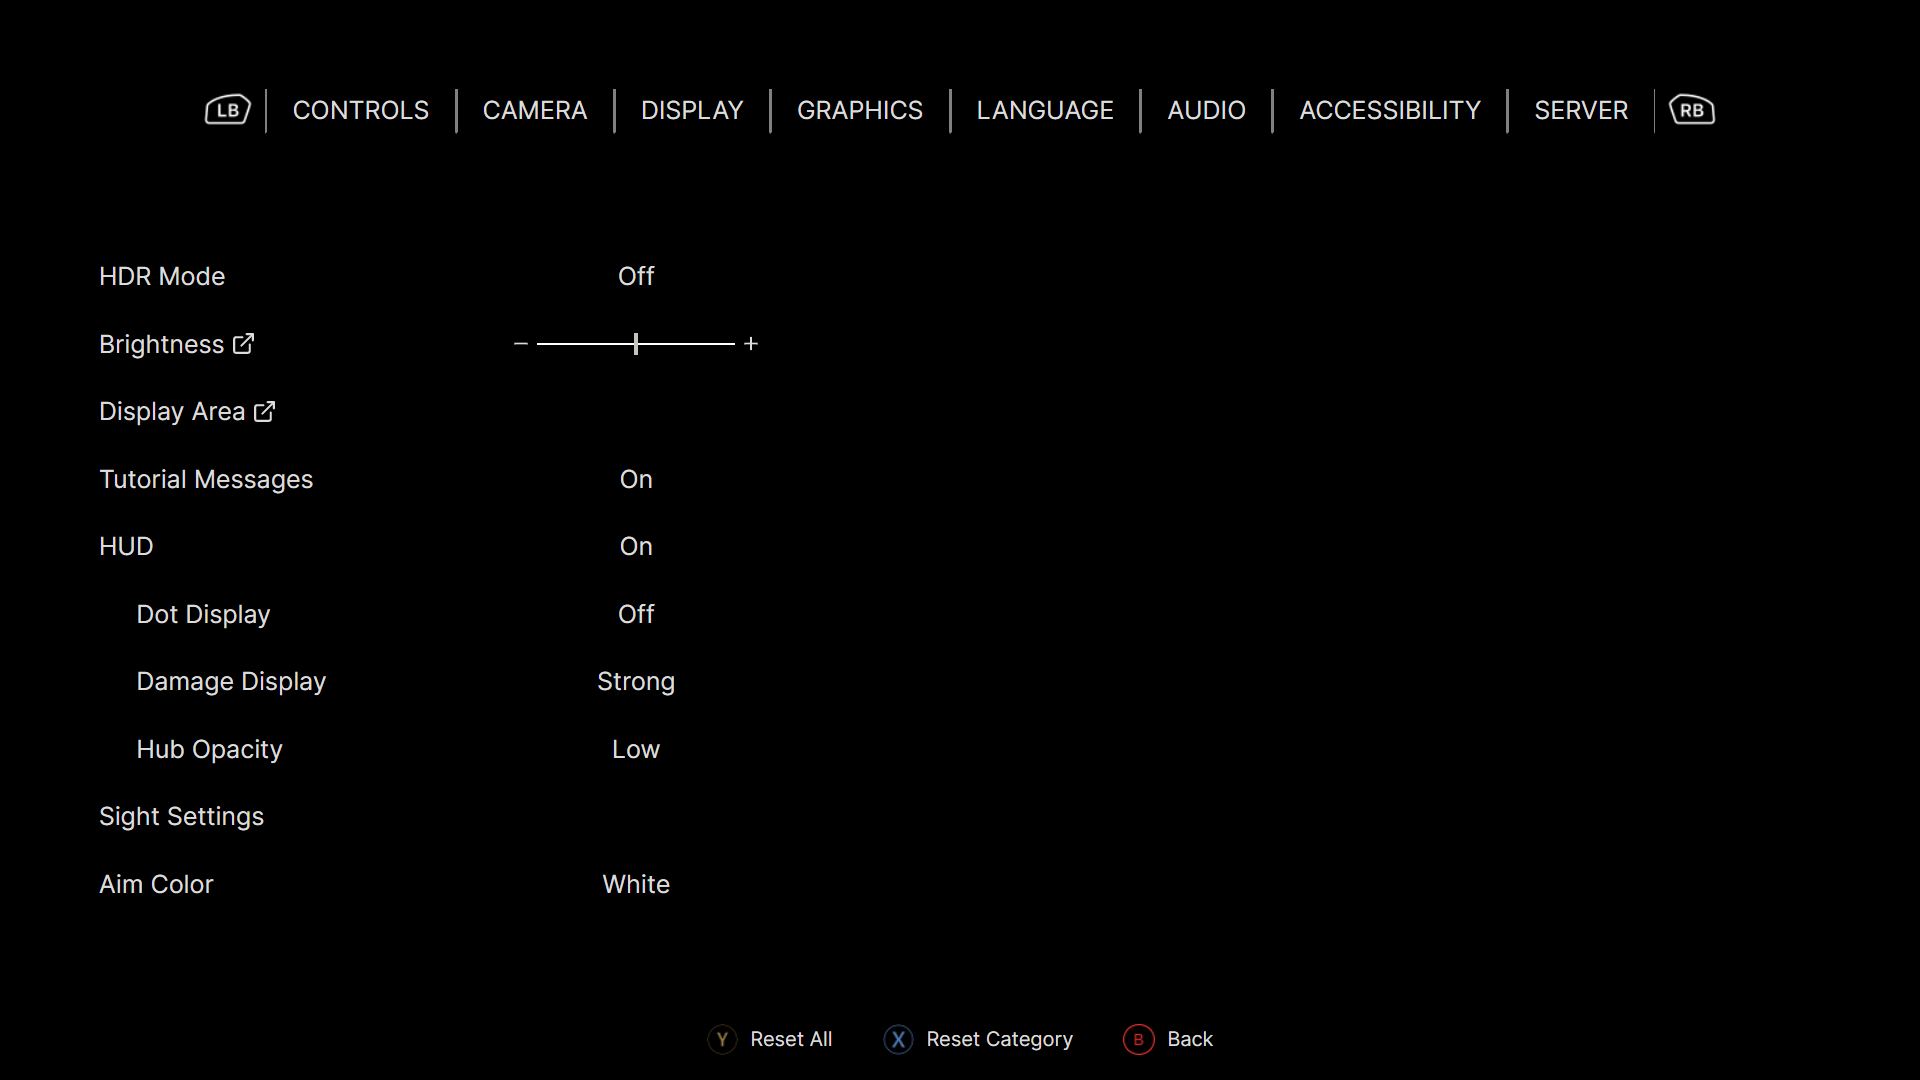 LB CONTROLS CAMERA DISPLAY GRAPHICS LANGUAGE AUDIO ACCESSIBILITY SERVER RB
HDR Mode Off
Brightness − +
Display Area
Tutorial Messages On
HUD On
Dot Display Off
Damage Display Strong
Hub Opacity Low
Sight Settings
Aim Color White
Y Reset All X Reset Category B Back